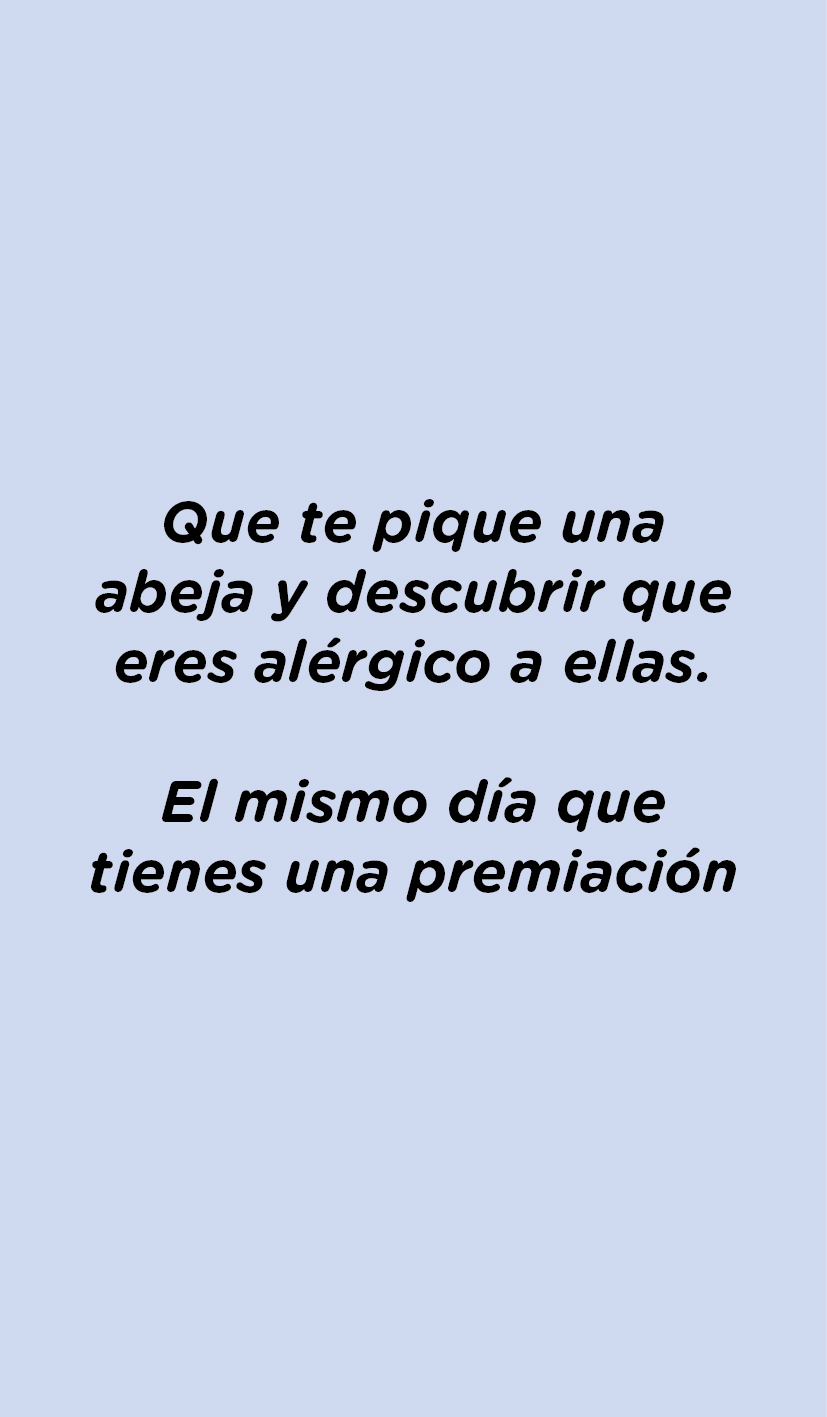 Que te pique una
abeja y descubrir que
eres alérgico a ellas.
El mismo día que
tienes una premiación